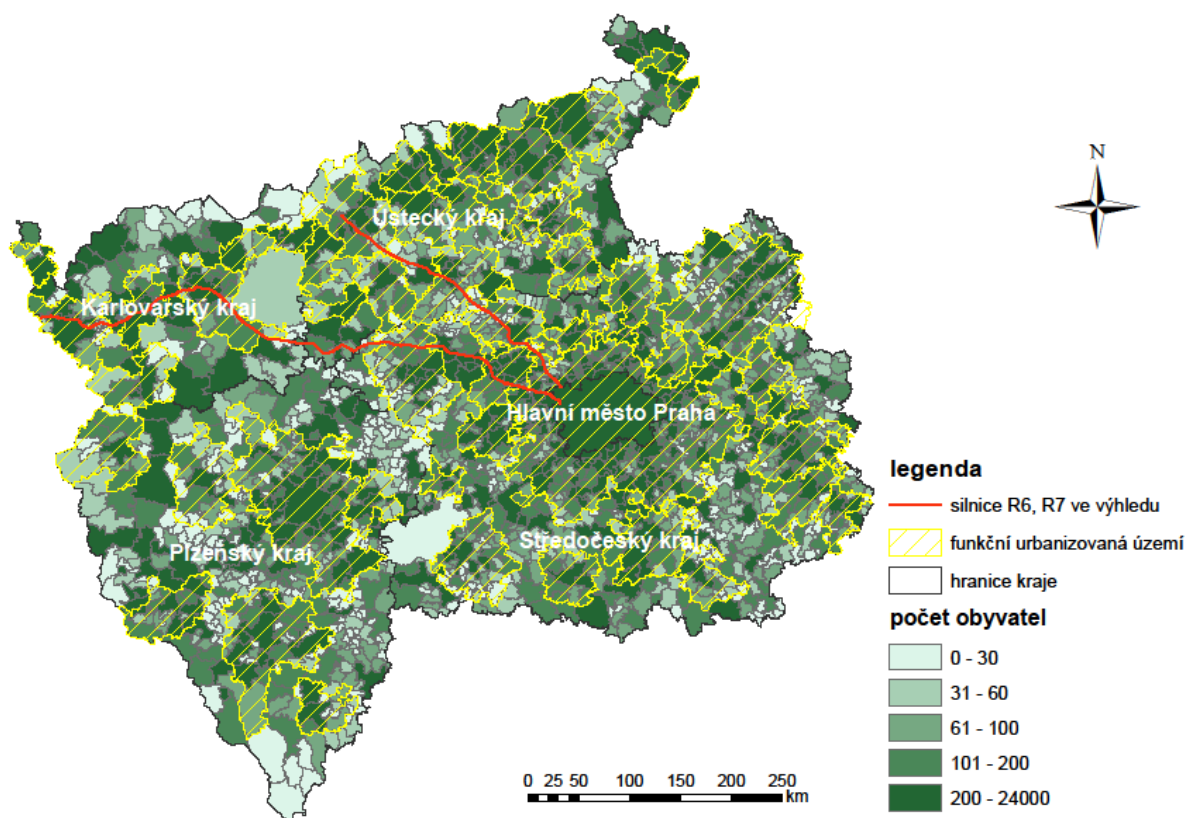 N
Ústecký kraj
Karlovarský kraj
Hlavní město Praha
Plzeňský kraj
Středočeský kraj
legenda
silnice R6, R7 ve výhledu
funkční urbanizovaná území
hranice kraje
počet obyvatel
0 - 30
31 - 60
61 - 100
101 - 200
200 - 24000
0 25 50 100 150 200 250
km